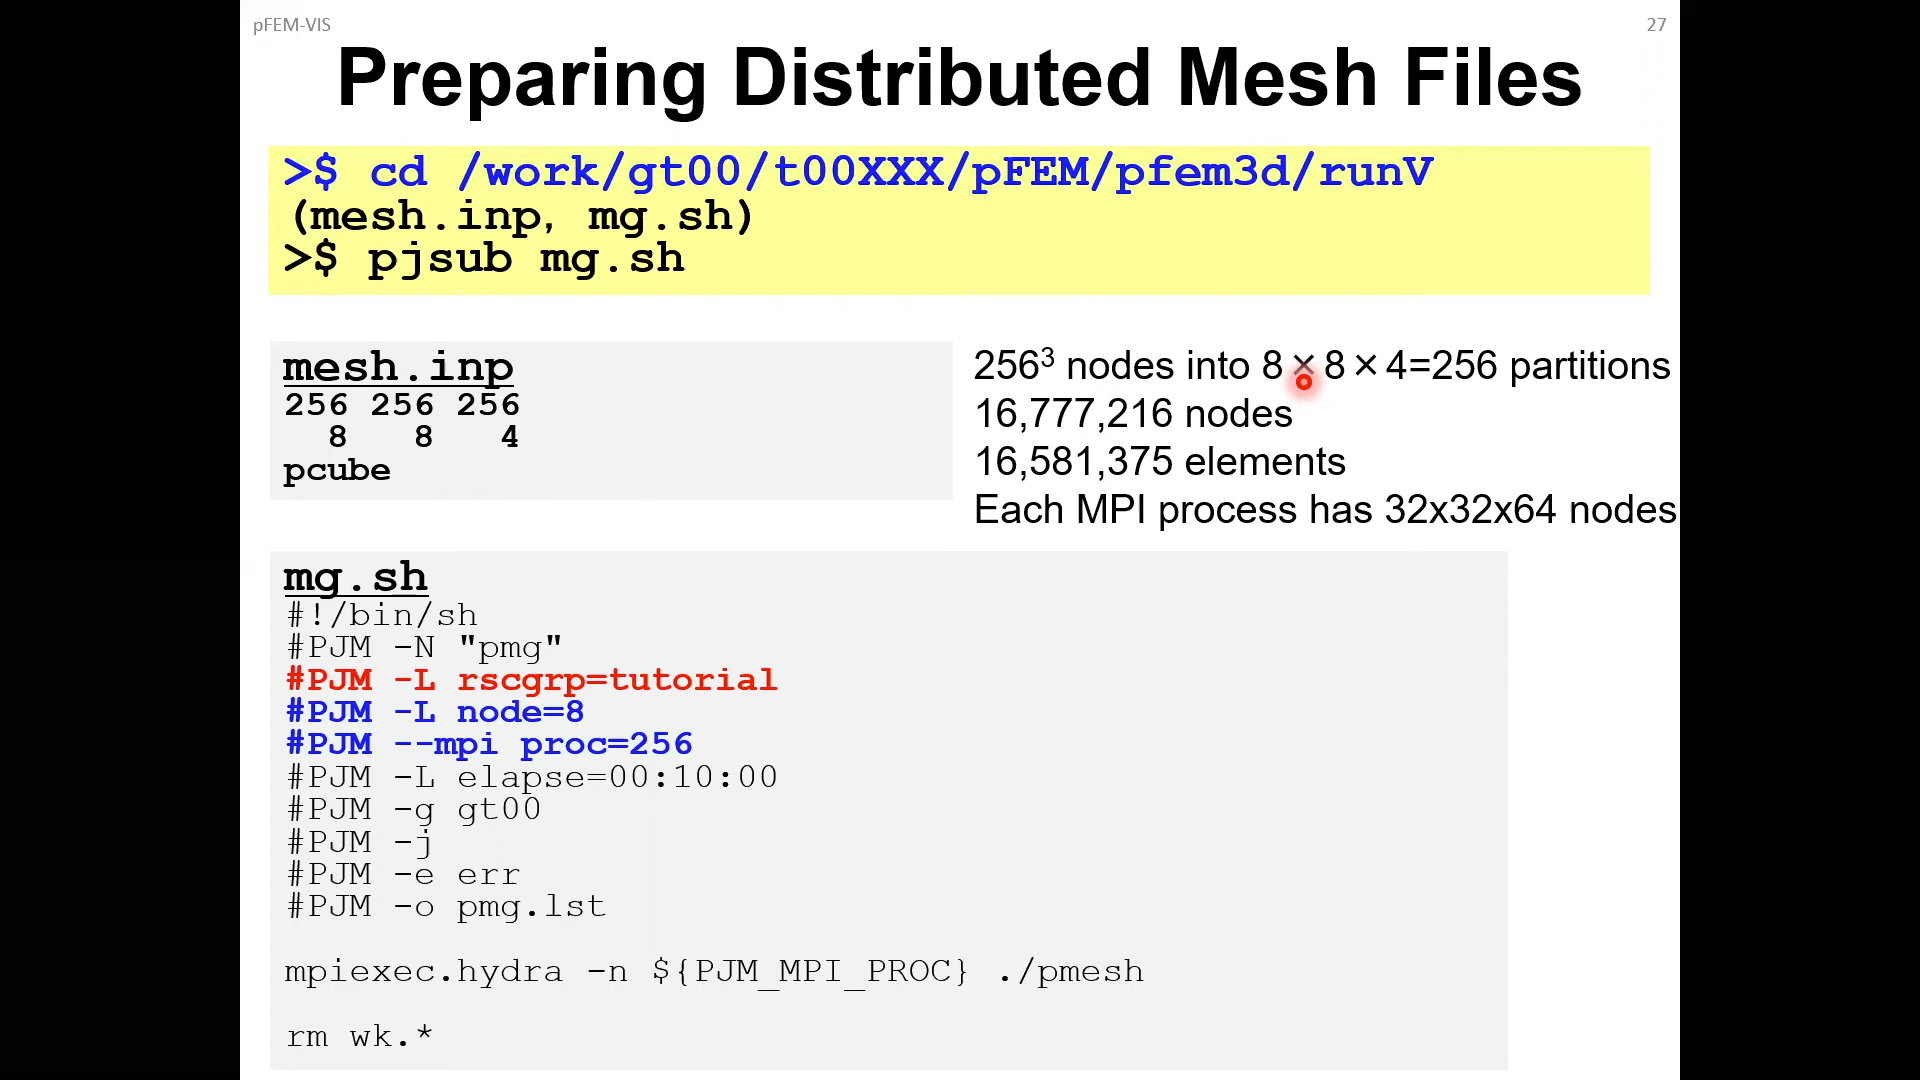 pFEM-VIS
27
Preparing Distributed Mesh Files
>$ cd /work/gt00/t00XXX/pFEM/pfem3d/runV
(mesh.inp, mg.sh)
>$ pjsub mg.sh
mesh.inp
256 256 256
8 8 4
pcube
256³ nodes into 8×8×4=256 partitions
16,777,216 nodes
16,581,375 elements
Each MPI process has 32x32x64 nodes
mg.sh
#!/bin/sh
#PJM -N "pmg"
#PJM -L rscgrp=tutorial
#PJM -L node=8
#PJM --mpi proc=256
#PJM -L elapse=00:10:00
#PJM -g gt00
#PJM -j
#PJM -e err
#PJM -o pmg.lst
mpiexec.hydra -n ${PJM_MPI_PROC} ./pmesh
rm wk.*